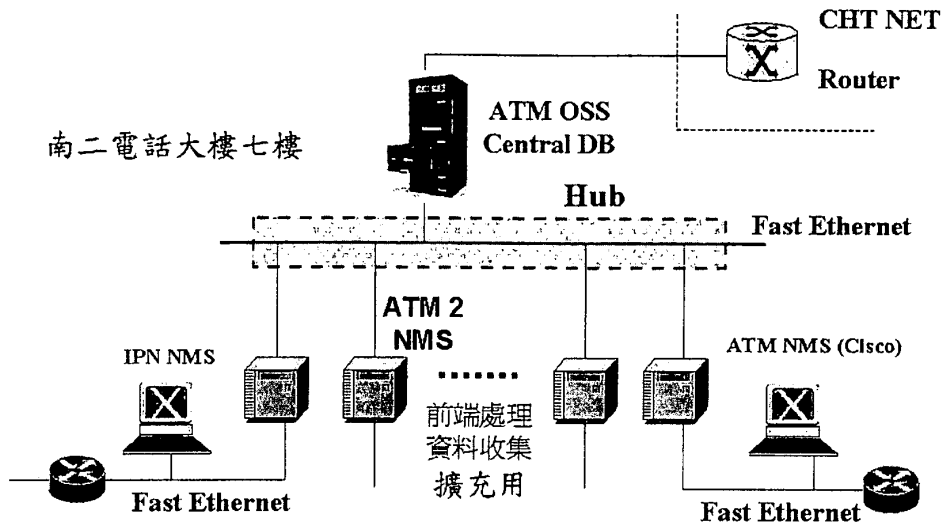 CHT NET
Router
ATM OSS
Central DB
南二電話大樓七樓
Hub
Fast Ethernet
ATM 2
NMS
IPN NMS
ATM NMS (Cisco)
前端處理
資料收集
擴充用
Fast Ethernet
Fast Ethernet